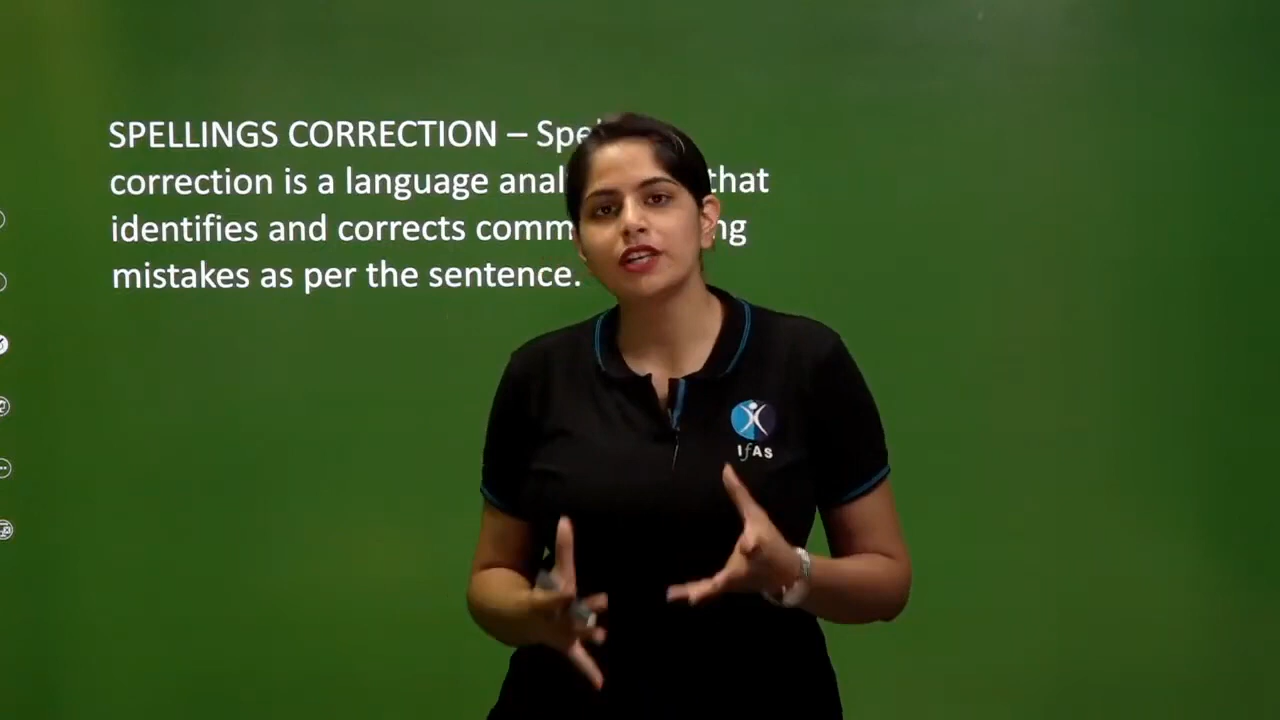 SPELLINGS CORRECTION –
correction is a language that
identifies and corrects
mistakes as per the sentence.
IfAS